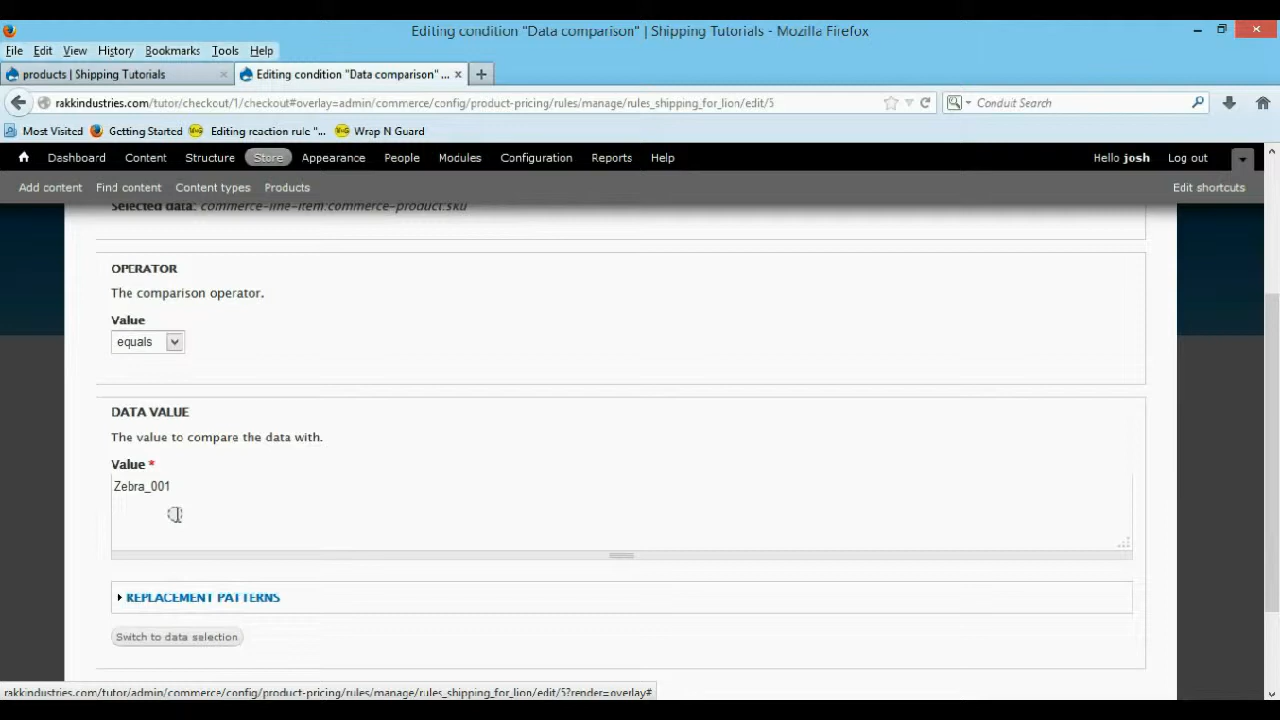 Editing condition "Data comparison" | Shipping Tutorials - Mozilla Firefox
File Edit View History Bookmarks Tools Help
products | Shipping Tutorials
Editing condition "Data comparison" ...
rakkindustries.com/tutor/checkout/1/checkout#overlay=admin/commerce/config/product-pricing/rules/manage/rules_shipping_for_lion/edit/5
Conduit Search
Most Visited Getting Started Editing reaction rule "... Wrap N Guard
Dashboard Content Structure Store Appearance People Modules Configuration Reports Help
Hello josh Log out
Add content Find content Content types Products
Edit shortcuts
Selected data: commerce-line-item:commerce-product:sku
OPERATOR
The comparison operator.
Value
equals
DATA VALUE
The value to compare the data with.
Value *
Zebra_001
REPLACEMENT PATTERNS
Switch to data selection
rakkindustries.com/tutor/admin/commerce/config/product-pricing/rules/manage/rules_shipping_for_lion/edit/5?render=overlay#